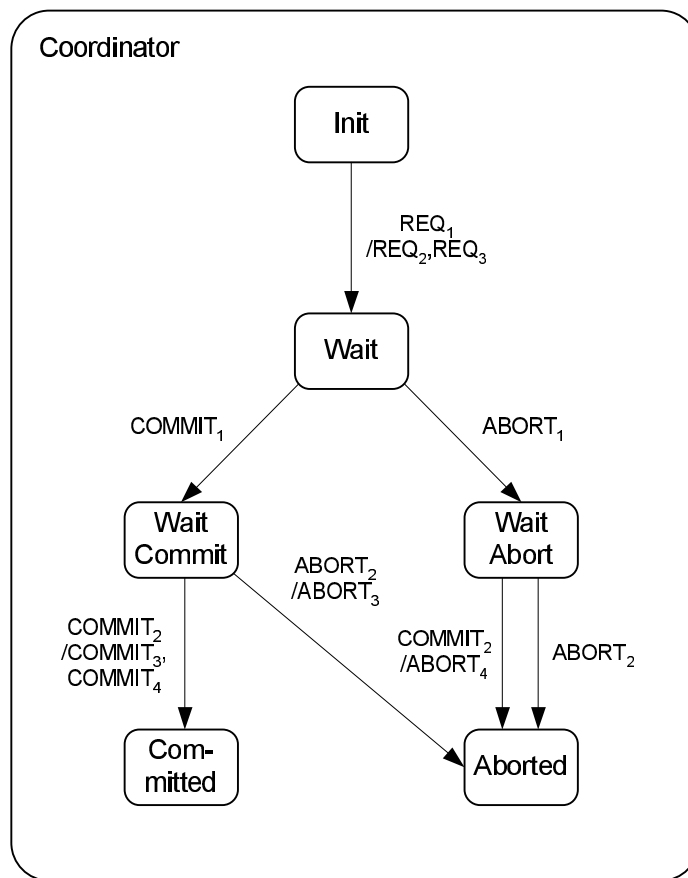 Coordinator
Init
REQ₁
/REQ₂,REQ₃
Wait
COMMIT₁
ABORT₁
Wait
Commit
Wait
Abort
ABORT₂
/ABORT₃
COMMIT₂
/COMMIT₃,
COMMIT₄
COMMIT₂
/ABORT₄
ABORT₂
Com-
mitted
Aborted